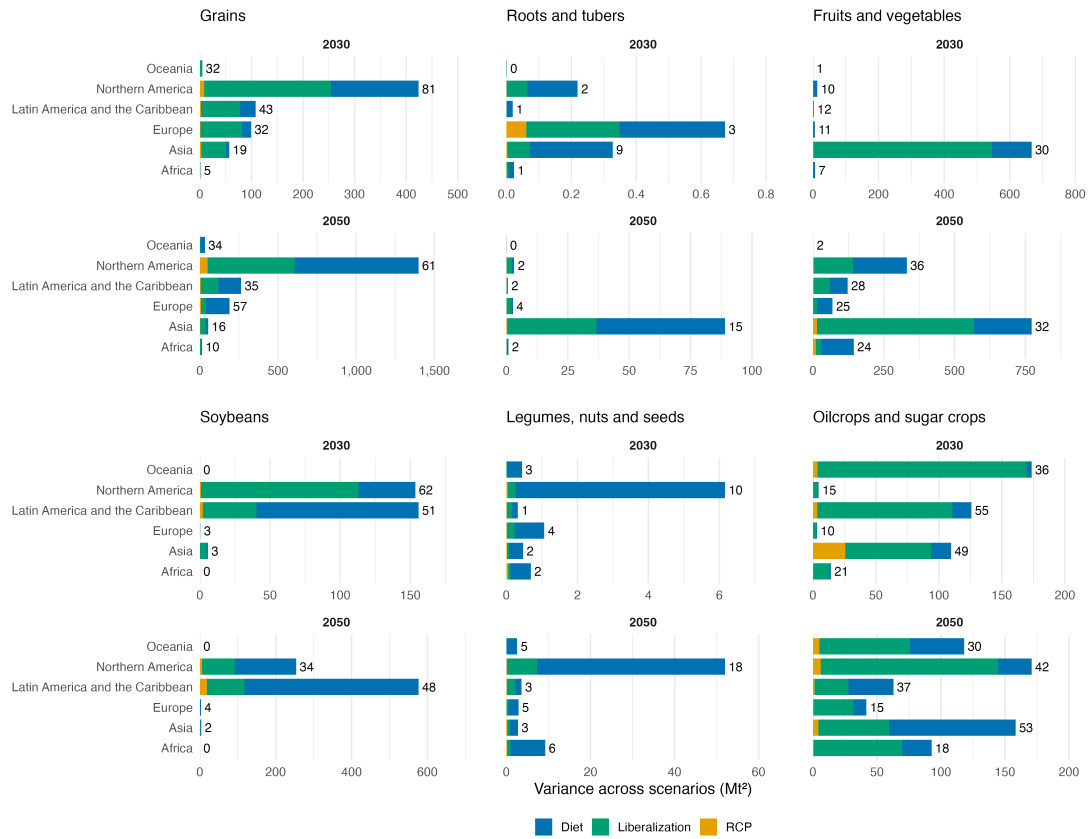 Grains
2030
Oceania 32
Northern America 81
Latin America and the Caribbean 43
Europe 32
Asia 19
Africa 5
0 100 200 300 400 500
2050
Oceania 34
Northern America 61
Latin America and the Caribbean 35
Europe 57
Asia 16
Africa 10
0 500 1,000 1,500
Roots and tubers
2030
0
2
1
3
9
1
0.0 0.2 0.4 0.6 0.8
2050
0
2
2
4
15
2
0 25 50 75 100
Fruits and vegetables
2030
1
10
12
11
30
7
0 200 400 600 800
2050
2
36
28
25
32
24
0 250 500 750
Soybeans
2030
Oceania 0
Northern America 62
Latin America and the Caribbean 51
Europe 3
Asia 3
Africa 0
0 50 100 150
2050
Oceania 0
Northern America 34
Latin America and the Caribbean 48
Europe 4
Asia 2
Africa 0
0 200 400 600
Legumes, nuts and seeds
2030
3
10
1
4
2
2
0 2 4 6
2050
5
18
3
5
3
6
0 20 40 60
Oilcrops and sugar crops
2030
36
15
55
10
49
21
0 50 100 150 200
2050
30
42
37
15
53
18
0 50 100 150 200
Variance across scenarios (Mt²)
Diet Liberalization RCP